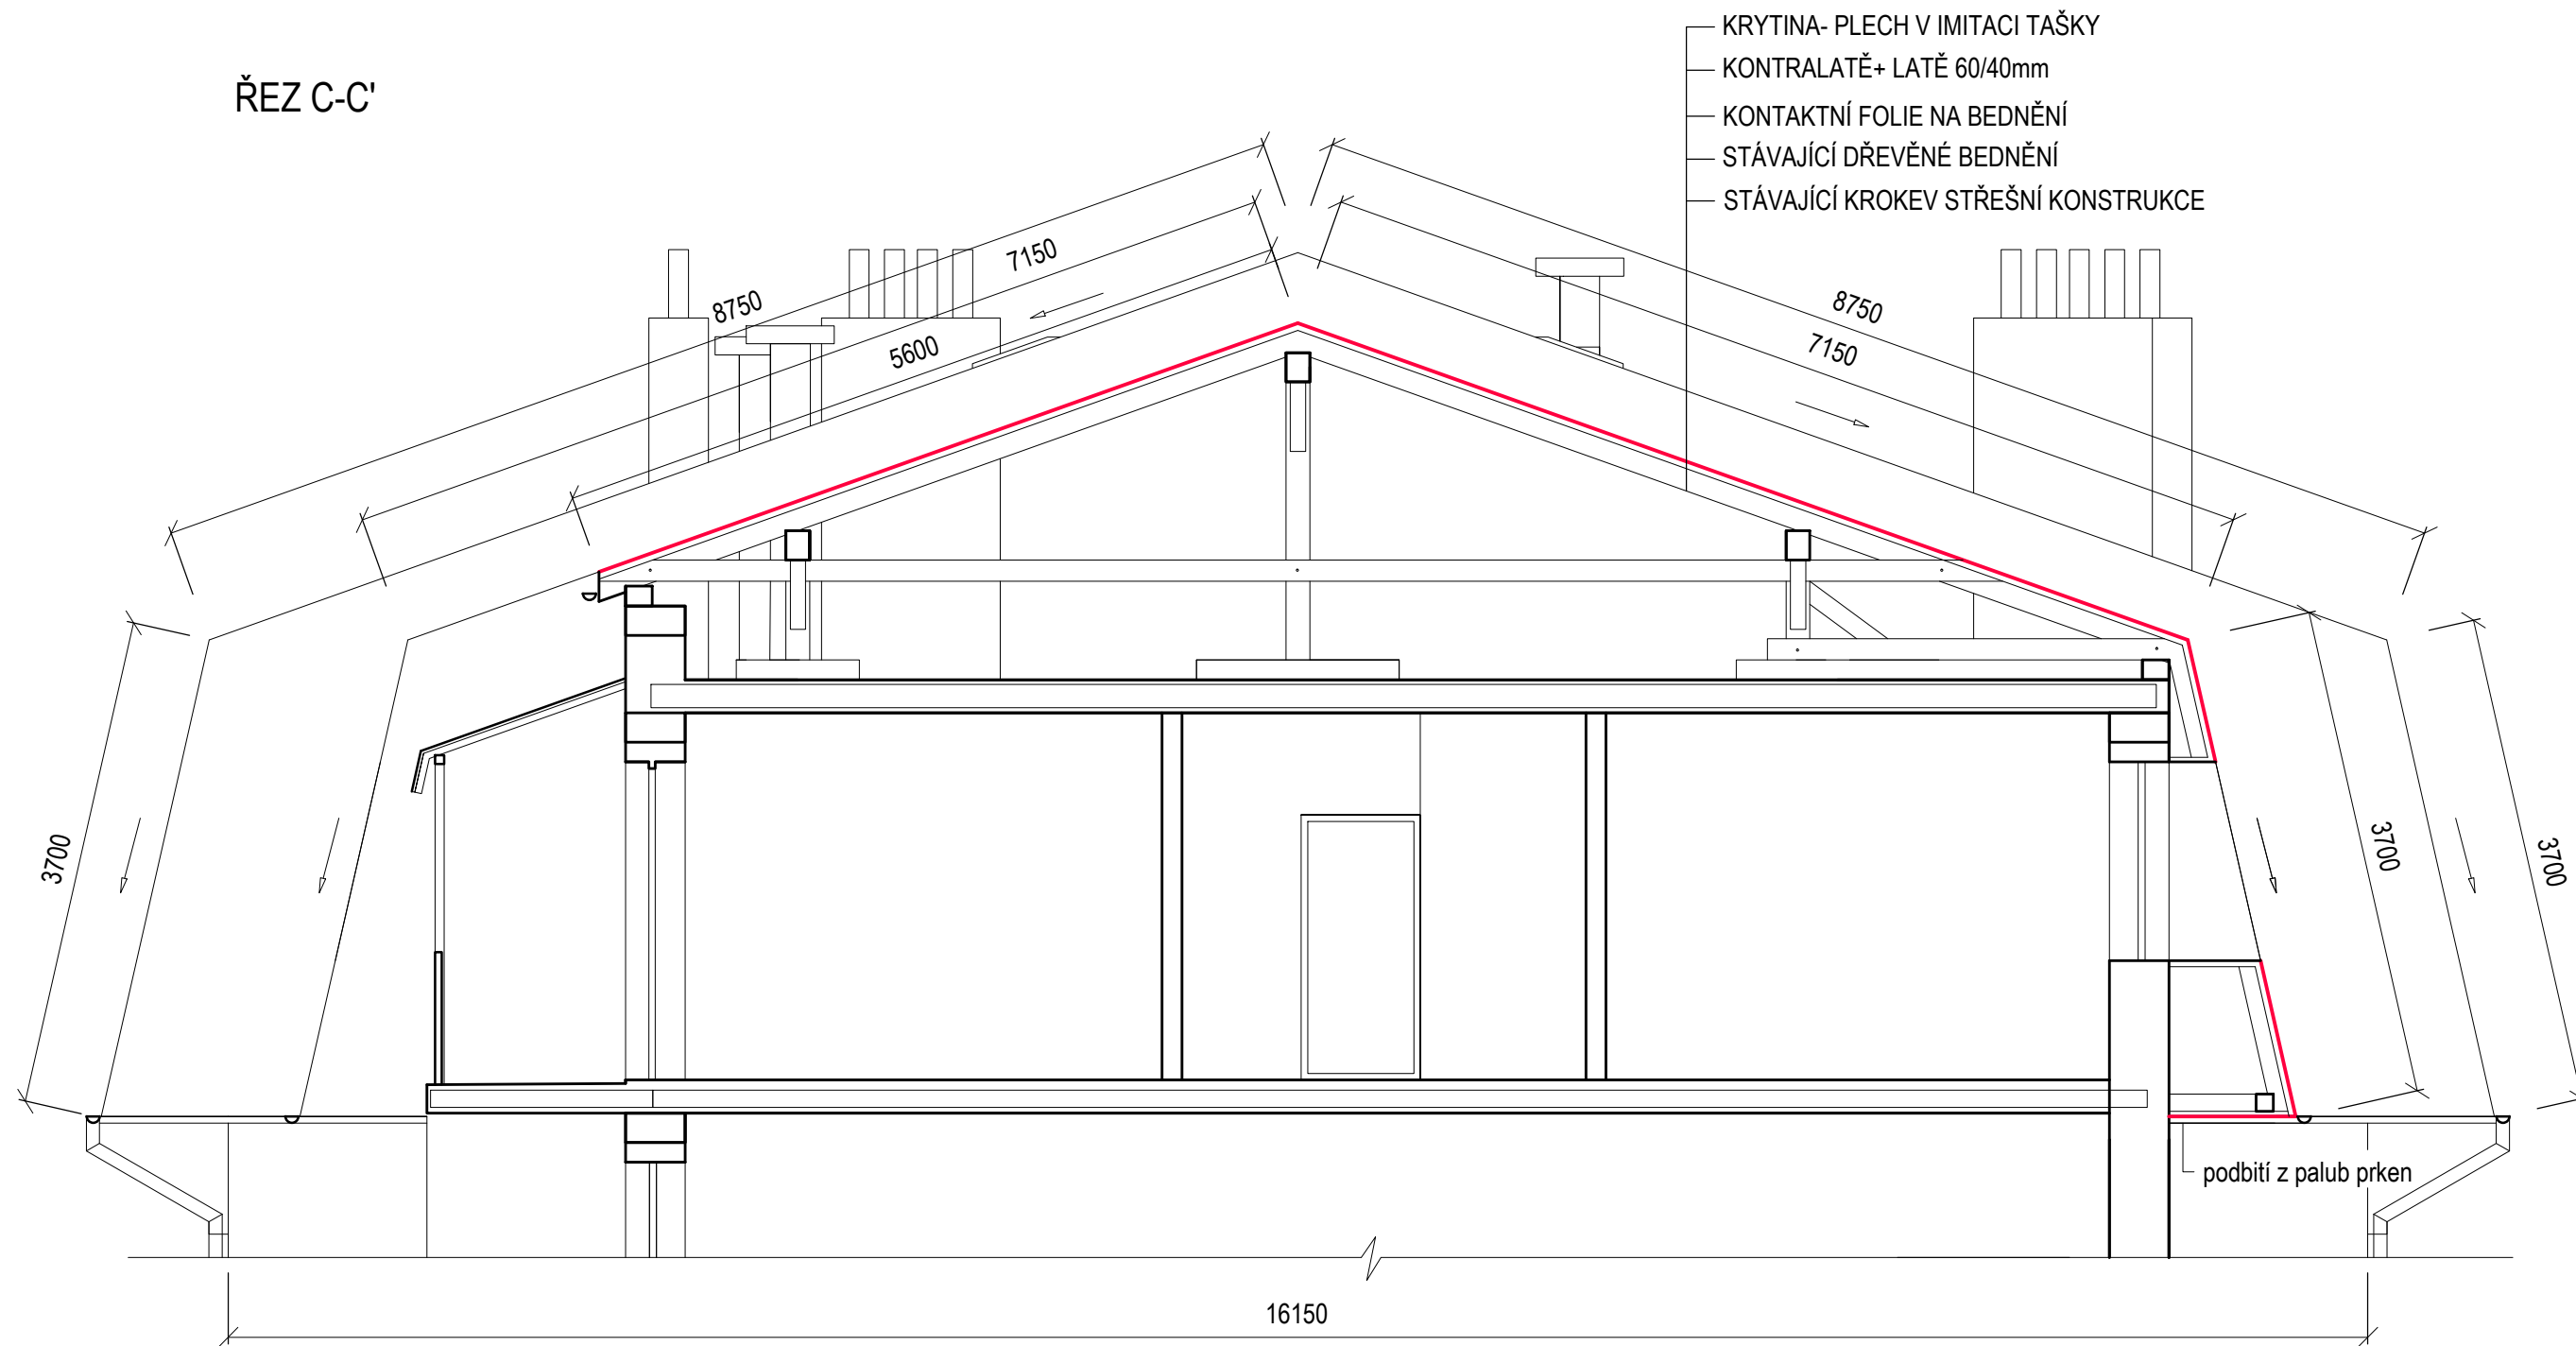 KRYTINA- PLECH V IMITACI TAŠKY
KONTRALATĚ+ LATĚ 60/40mm
ŘEZ C-C'
KONTAKTNÍ FOLIE NA BEDNĚNÍ
STÁVAJÍCÍ DŘEVĚNÉ BEDNĚNÍ
STÁVAJÍCÍ KROKEV STŘEŠNÍ KONSTRUKCE
7150
8750
8750
5600
7150
3700
3700
3700
podbití z palub prken
16150